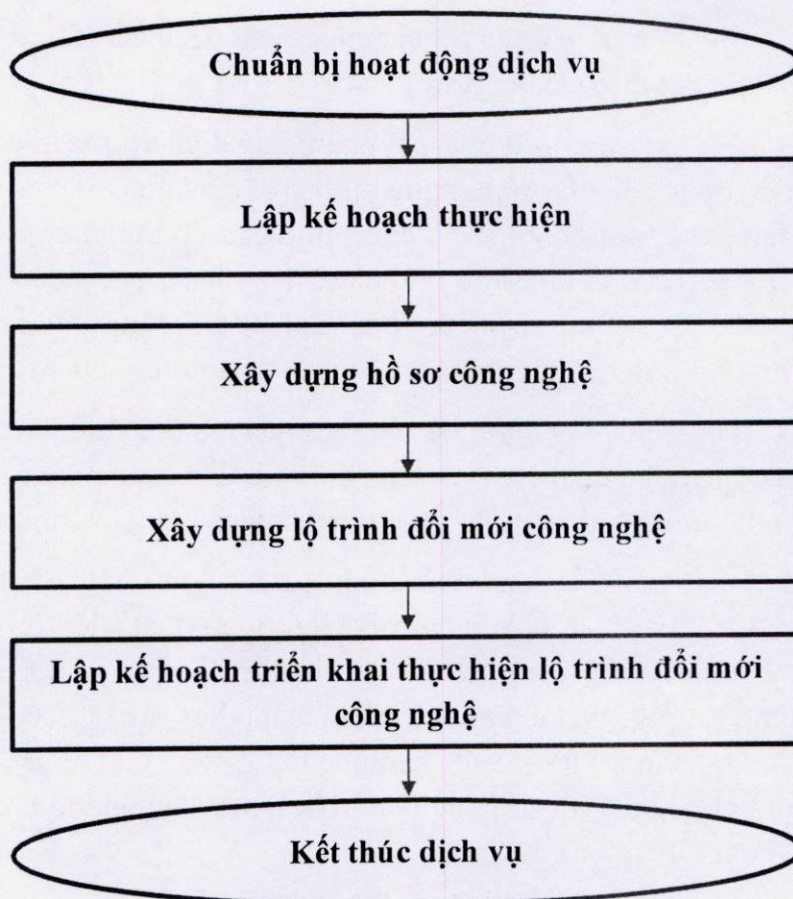 Chuẩn bị hoạt động dịch vụ
Lập kế hoạch thực hiện
Xây dựng hồ sơ công nghệ
Xây dựng lộ trình đổi mới công nghệ
Lập kế hoạch triển khai thực hiện lộ trình đổi mới
công nghệ
Kết thúc dịch vụ